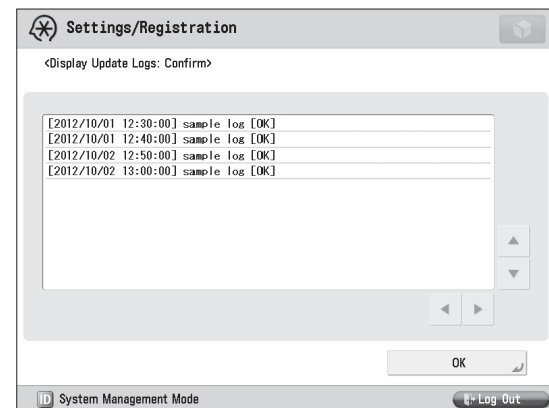 Settings/Registration
<Display Update Logs: Confirm>
[2012/10/01 12:30:00] sample log [OK]
[2012/10/01 12:40:00] sample log [OK]
[2012/10/02 12:50:00] sample log [OK]
[2012/10/02 13:00:00] sample log [OK]
OK
ID System Management Mode
Log Out